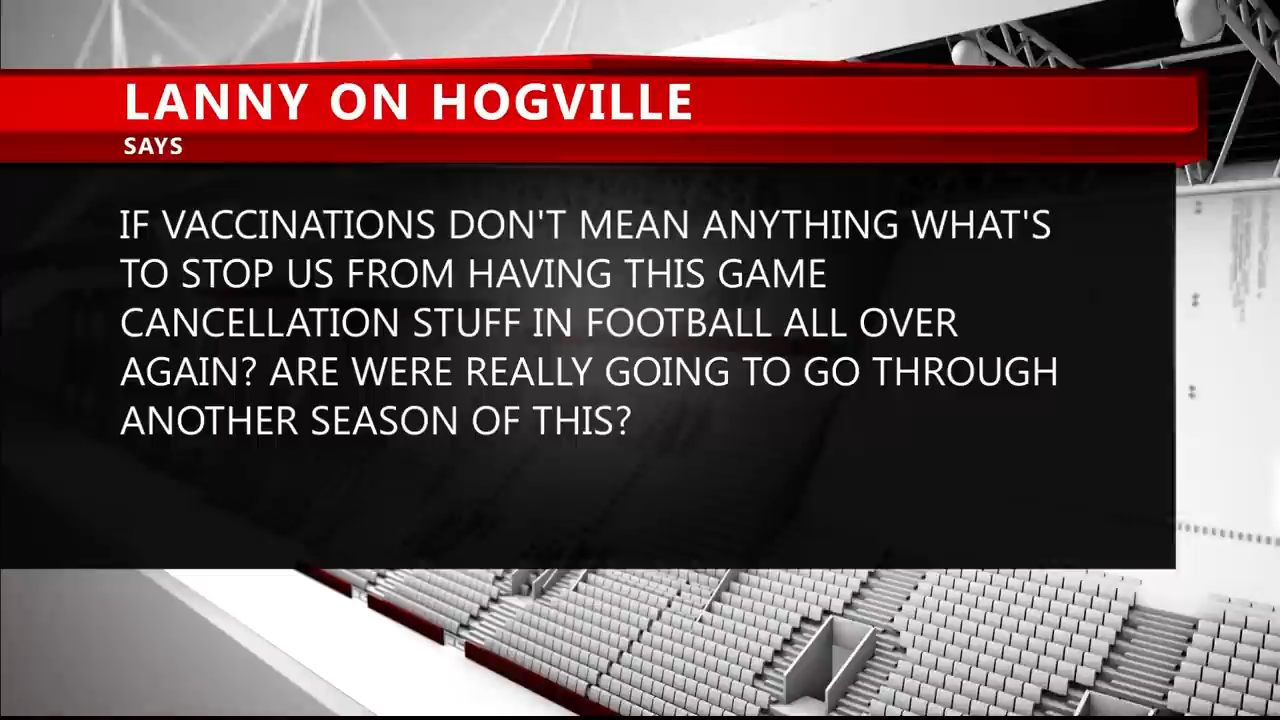 LANNY ON HOGVILLE
SAYS
IF VACCINATIONS DON'T MEAN ANYTHING WHAT'S
TO STOP US FROM HAVING THIS GAME
CANCELLATION STUFF IN FOOTBALL ALL OVER
AGAIN? ARE WERE REALLY GOING TO GO THROUGH
ANOTHER SEASON OF THIS?